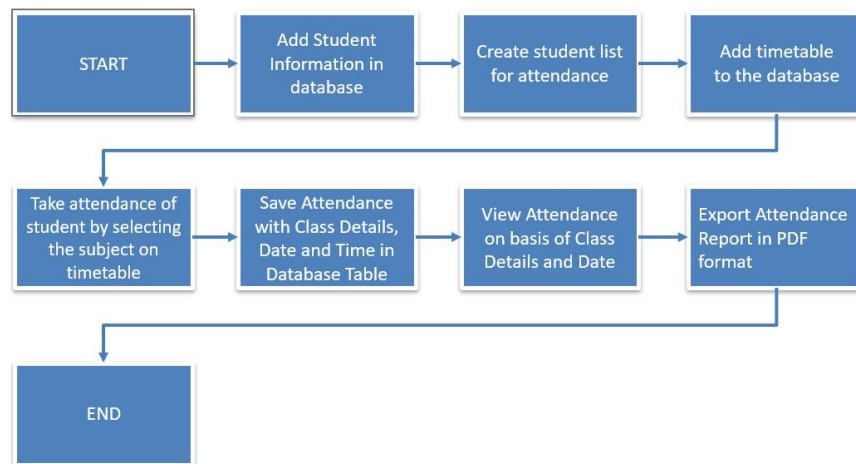 START
Add Student
Information in
database
Create student list
for attendance
Add timetable
to the database
Take attendance of
student by selecting
the subject on
timetable
Save Attendance
with Class Details,
Date and Time in
Database Table
View Attendance
on basis of Class
Details and Date
Export Attendance
Report in PDF
format
END